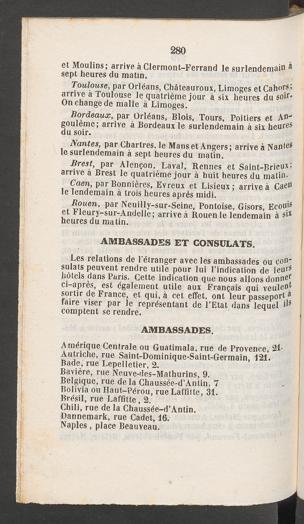 280
et Moulins; arrive à Clermont-Ferrand le surlendemain à
sept heures du matin.
Toulouse, par Orléans, Châteauroux, Limoges et Cahors;
arrive à Toulouse le quatrième jour à six heures du soir.
On change de malle à Limoges.
Bordeaux, par Orléans, Blois, Tours, Poitiers et An-
goulême; arrive à Bordeaux le surlendemain à six heures
du soir.
Nantes, par Chartres, le Mans et Angers; arrive à Nantes
le surlendemain à sept heures du matin.
Brest, par Alençon, Laval, Rennes et Saint-Brieux;
arrive à Brest le quatrième jour à huit heures du matin.
Caen, par Bonnières, Evreux et Lisieux; arrive à Caen
le lendemain à trois heures après midi.
Rouen, par Neuilly-sur-Seine, Pontoise, Gisors, Ecouis
et Fleury-sur-Andelle; arrive à Rouen le lendemain à six
heures du matin.
AMBASSADES ET CONSULATS.
Les relations de l'étranger avec les ambassades ou con-
sulats peuvent rendre utile pour lui l'indication de leurs
hôtels dans Paris. Cette indication que nous allons donner
ci-après, est également utile aux Français qui veulent
sortir de France, et qui, à cet effet, ont leur passeport à
faire viser par le représentant de l'Etat dans lequel ils
comptent se rendre.
AMBASSADES.
Amérique Centrale ou Guatimala, rue de Provence, 21.
Autriche, rue Saint-Dominique-Saint-Germain, 121.
Bade, rue Lepelletier, 2.
Bavière, rue Neuve-des-Mathurins, 9.
Belgique, rue de la Chaussée-d'Antin, 7
Bolivia ou Haut-Pérou, rue Laffitte, 31.
Brésil, rue Laffitte, 2.
Chili, rue de la Chaussée-d'Antin.
Dannemark, rue Cadet, 16.
Naples, place Beauveau.